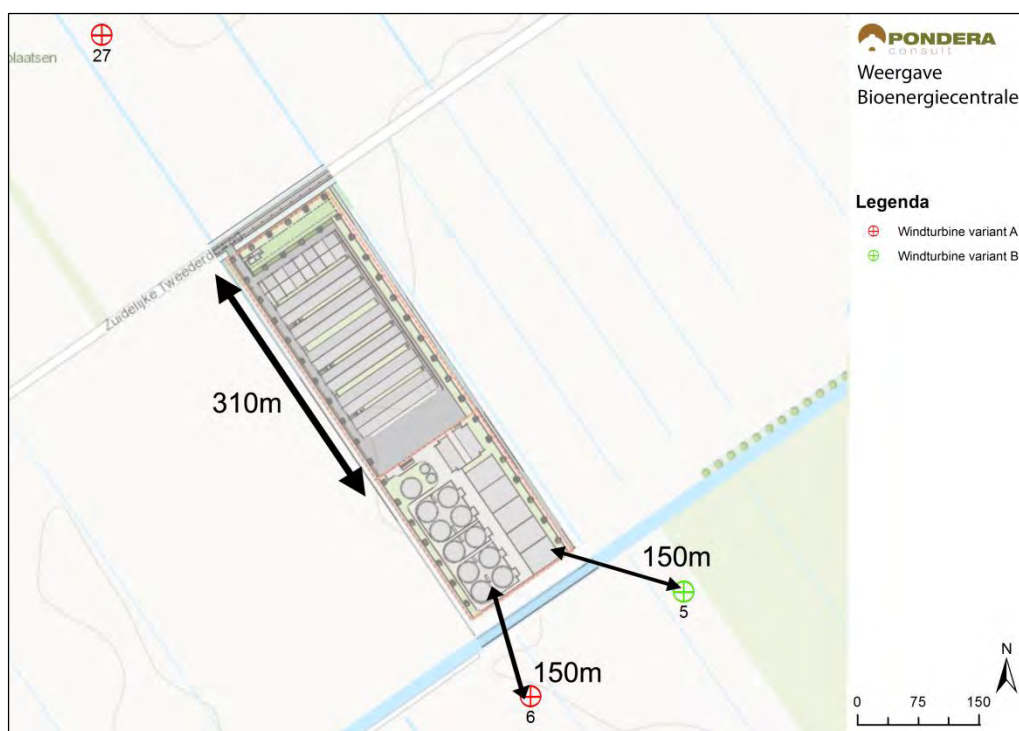 27
plaatsen
Zuidelijke Tweederde
310m
150m
5
150m
6
PONDERA
consult
Weergave
Bioenergiecentrale
Legenda
Windturbine variant A
Windturbine variant B
N
0 75 150